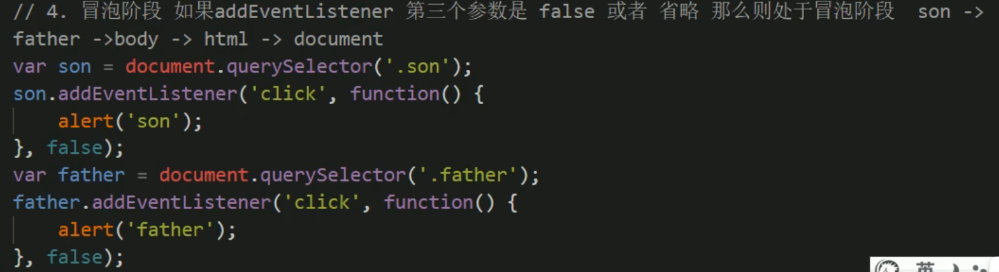 // 4. 冒泡阶段 如果addEventListener 第三个参数是 false 或者 省略 那么则处于冒泡阶段  son ->
father ->body -> html -> document
var son = document.querySelector('.son');
son.addEventListener('click', function() {
    alert('son');
}, false);
var father = document.querySelector('.father');
father.addEventListener('click', function() {
    alert('father');
}, false);
英